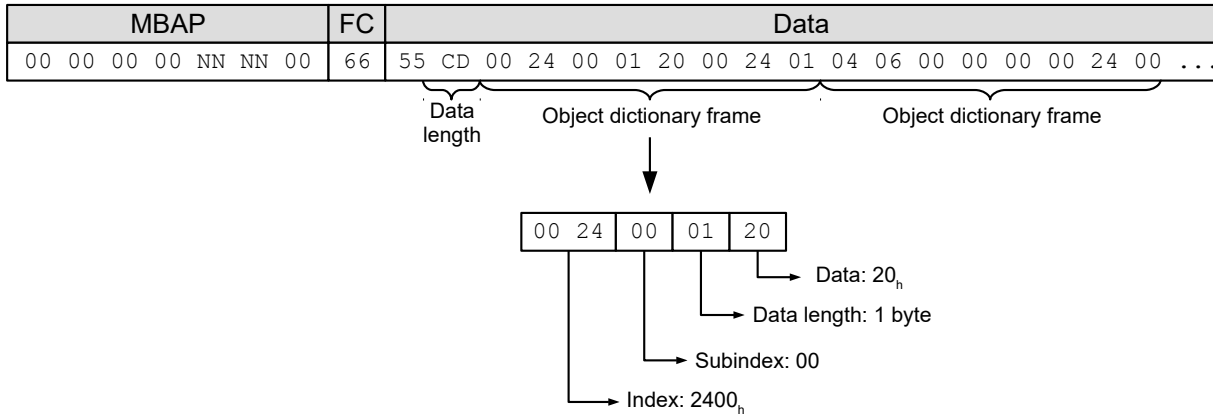 MBAP FC Data
00 00 00 00 NN NN 00 66 55 CD 00 24 00 01 20 00 24 01 04 06 00 00 00 00 24 00 ...
Data length Object dictionary frame Object dictionary frame
00 24 00 01 20
Data: 20h
Data length: 1 byte
Subindex: 00
Index: 2400h